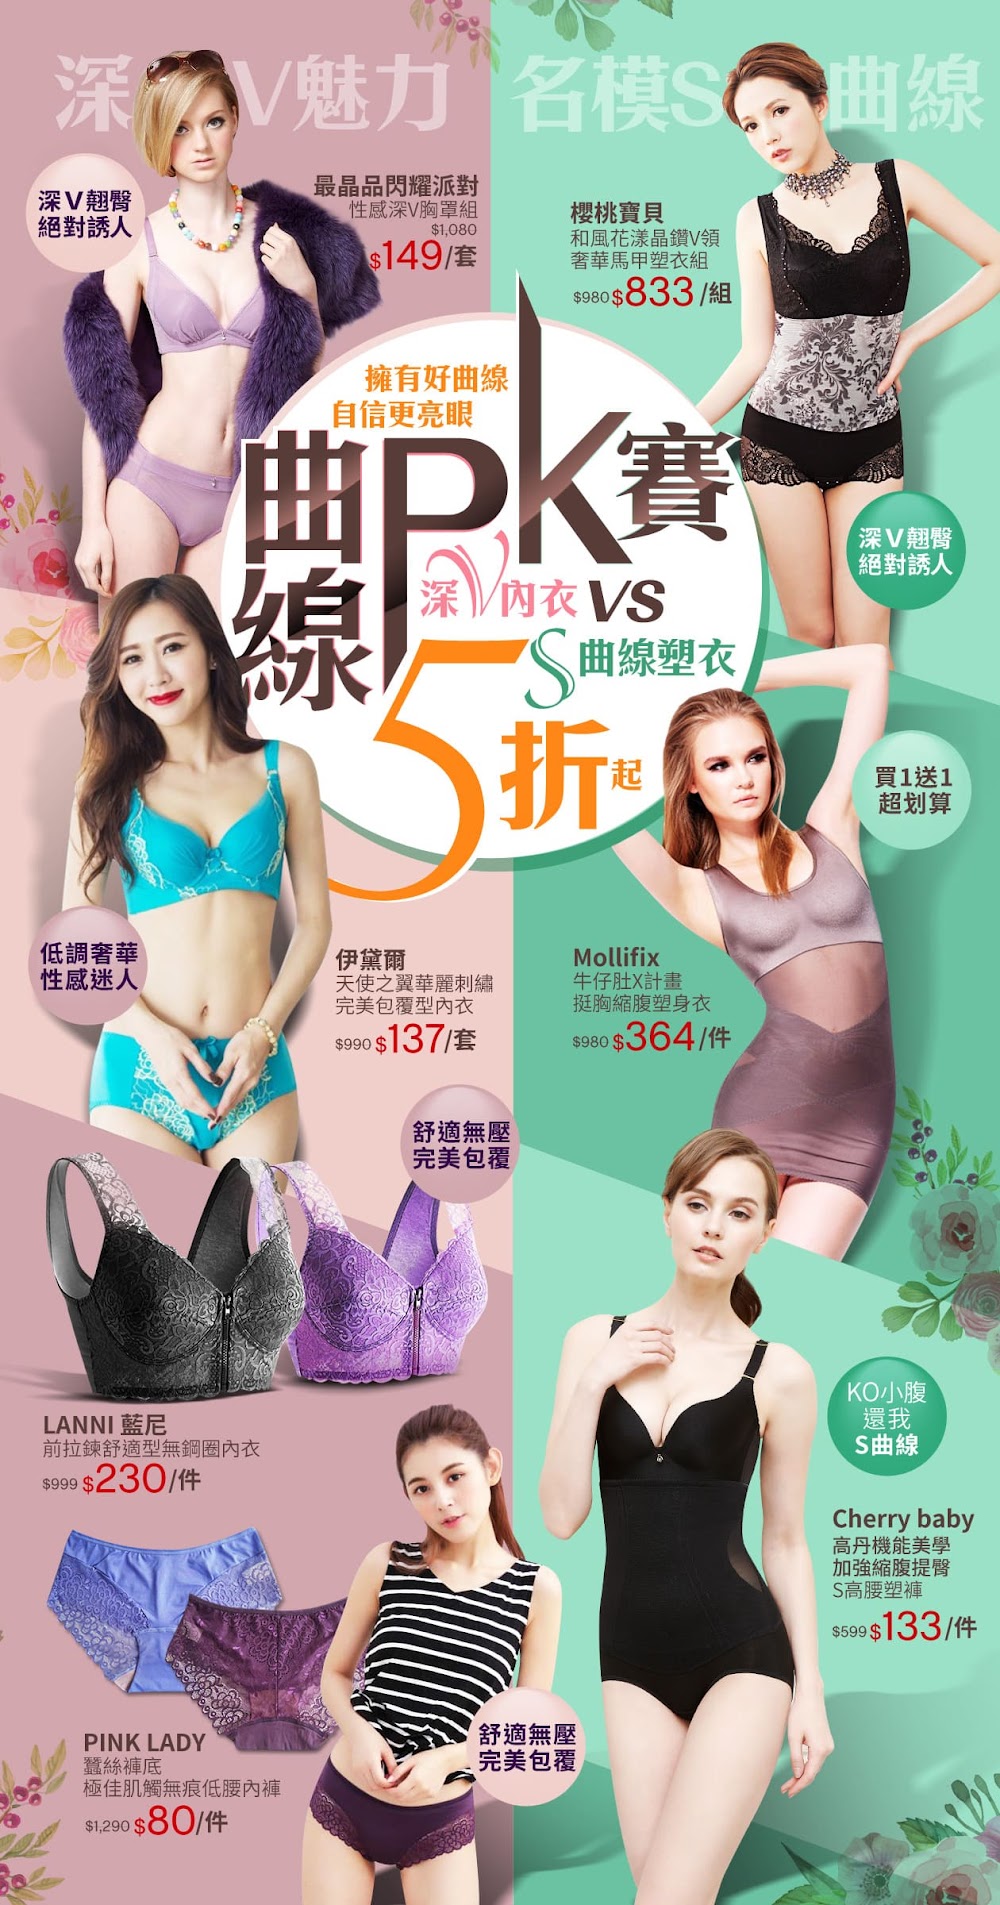 深V魅力
名模S曲線
深V翹臀
絕對誘人
最晶品閃耀派對
性感深V胸罩組
$1,080
$149/套
櫻桃寶貝
和風花漾晶鑽V領
奢華馬甲塑衣組
$980 $833/組
擁有好曲線
自信更亮眼
曲線PK賽
深V內衣 VS
S曲線塑衣
5折起
深V翹臀
絕對誘人
買1送1
超划算
低調奢華
性感迷人
伊黛爾
天使之翼華麗刺繡
完美包覆型內衣
$990 $137/套
Mollifix
牛仔肚X計畫
挺胸縮腹塑身衣
$980 $364/件
舒適無壓
完美包覆
LANNI 藍尼
前拉鍊舒適型無鋼圈內衣
$999 $230/件
KO小腹
還我
S曲線
Cherry baby
高丹機能美學
加強縮腹提臀
S高腰塑褲
$599 $133/件
PINK LADY
蠶絲褲底
極佳肌觸無痕低腰內褲
$1,290 $80/件
舒適無壓
完美包覆